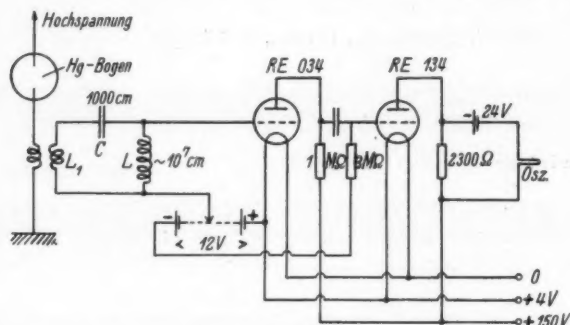 Hochspannung
Hg-Bogen
RE 034
RE 134
1000cm
C
L₁
L
~10⁷cm
1 MΩ
3MΩ
24V
2300Ω
Osz.
- +
< 12V >
0
+4V
+150V